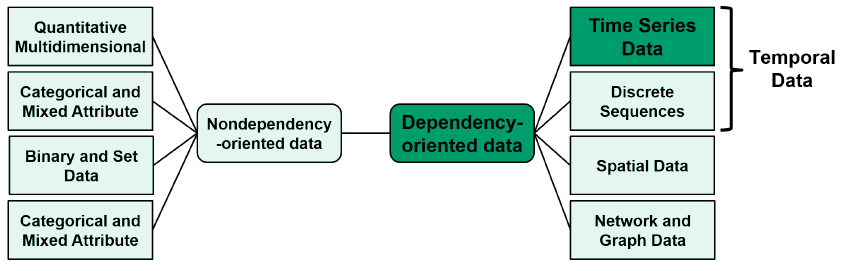 Quantitative
Multidimensional
Categorical and
Mixed Attribute
Binary and Set
Data
Categorical and
Mixed Attribute
Nondependency
-oriented data
Dependency-
oriented data
Time Series
Data
Discrete
Sequences
Spatial Data
Network and
Graph Data
Temporal
Data